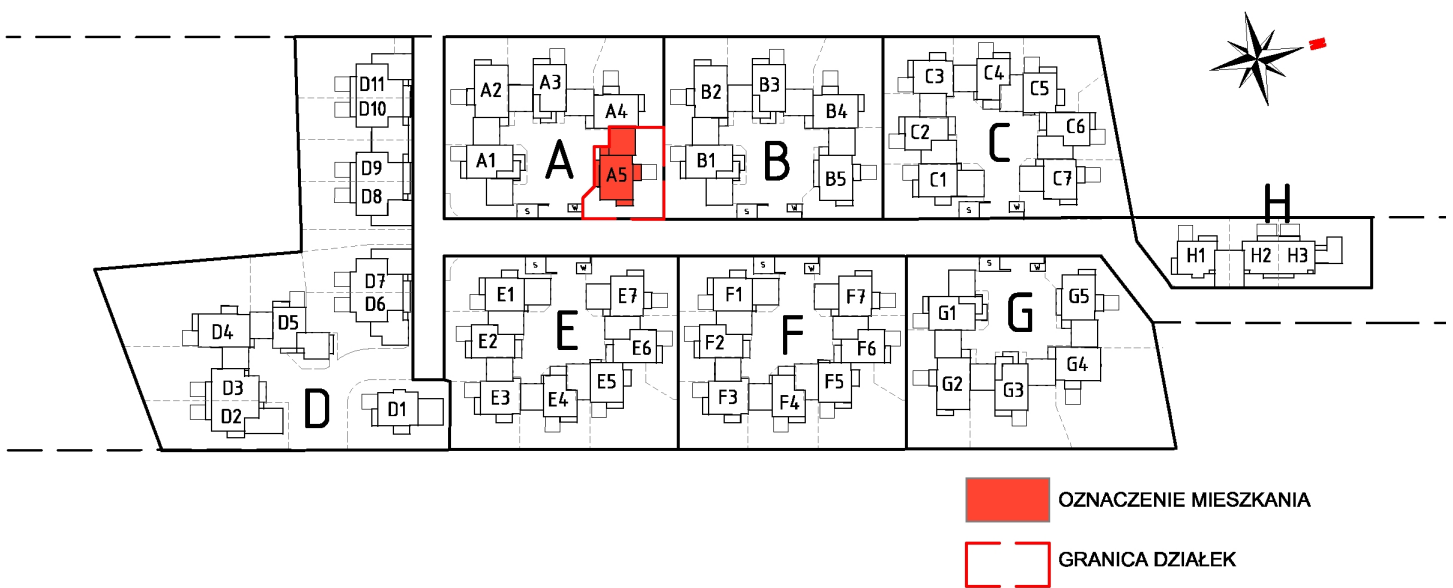 D11
D10
D9
D8
D7
D6
D5
D4
D3
D2
D1
D
A2
A3
A4
A1
A
A5
S
W
B2
B3
B4
B1
B
B5
S
W
C3
C4
C5
C2
C
C6
C1
C7
S
W
H
H1
H2
H3
S
W
E1
E7
E2
E
E6
E3
E4
E5
S
W
F1
F7
F2
F
F6
F3
F4
F5
S
W
G1
G
G5
G2
G3
G4
OZNACZENIE MIESZKANIA
GRANICA DZIAŁEK